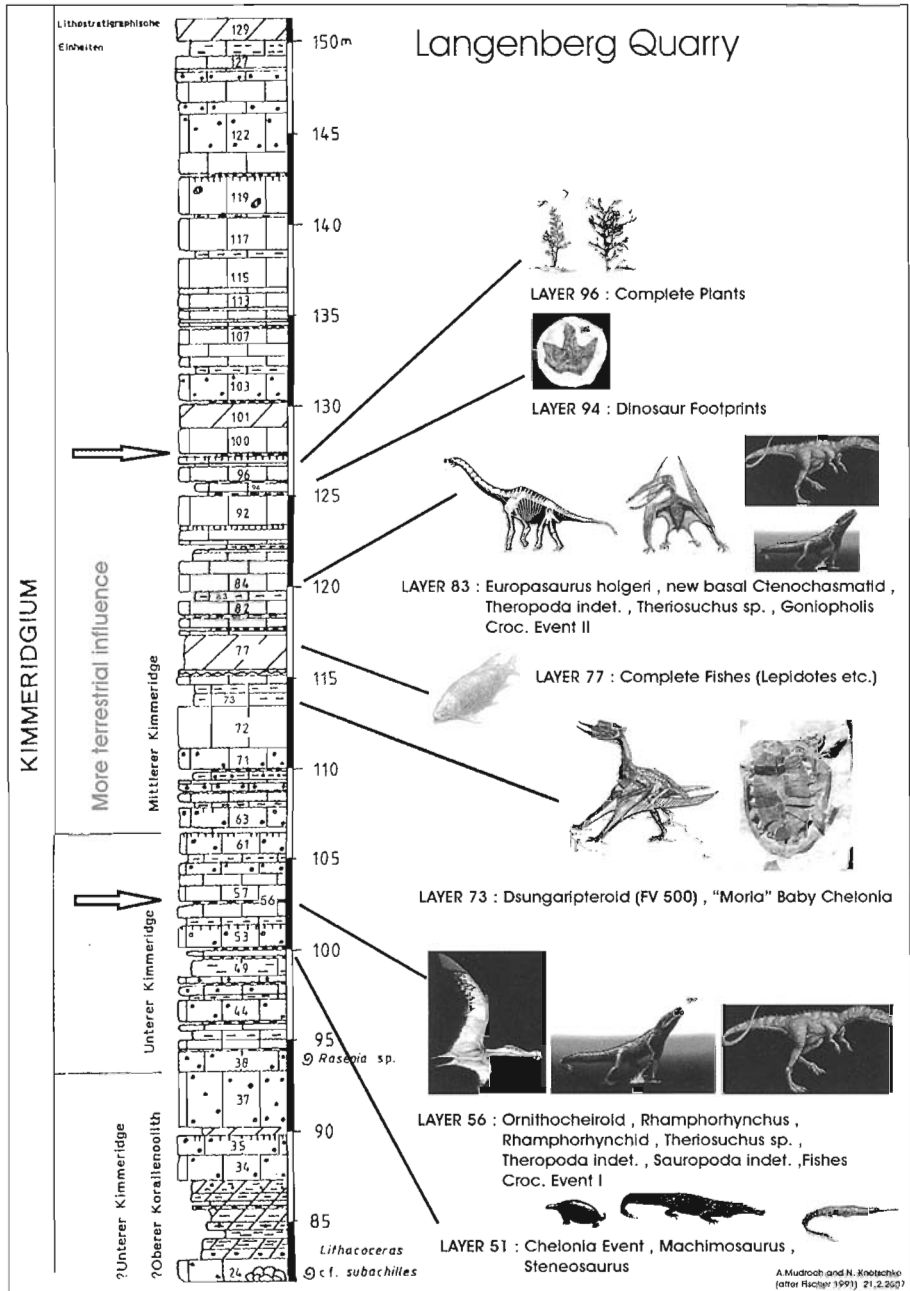 Langenberg Quarry
Lithostratigraphische
Einheiten
KIMMERIDGIUM
More terrestrial influence
Mittlerer Kimmeridge
Unterer Kimmeridge
?Unterer Kimmeridge
?Oberer Korallenoolith
129
127
122
119
117
115
113
107
103
101
100
96
94
92
84
83
82
77
73
72
71
63
61
57
56
53
49
44
38
37
35
34
24
150m
145
140
135
130
125
120
115
110
105
100
95
Rasenia sp.
90
85
Lithacoceras
cf. subachilles
LAYER 96 : Complete Plants
LAYER 94 : Dinosaur Footprints
LAYER 83 : Europasaurus holgeri , new basal Ctenochasmatid ,
Theropoda indet. , Theriosuchus sp. , Goniopholis
Croc. Event II
LAYER 77 : Complete Fishes (Lepidotes etc.)
LAYER 73 : Dsungaripteroid (FV 500) , "Moria" Baby Chelonia
LAYER 56 : Ornithocheiroid , Rhamphorhynchus ,
Rhamphorhynchid , Theriosuchus sp. ,
Theropoda indet. , Sauropoda indet. ,Fishes
Croc. Event I
LAYER 51 : Chelonia Event , Machimosaurus ,
Steneosaurus
A.Mudroch and N. Knötschke
(after Fischer 1991) 21.2.2007